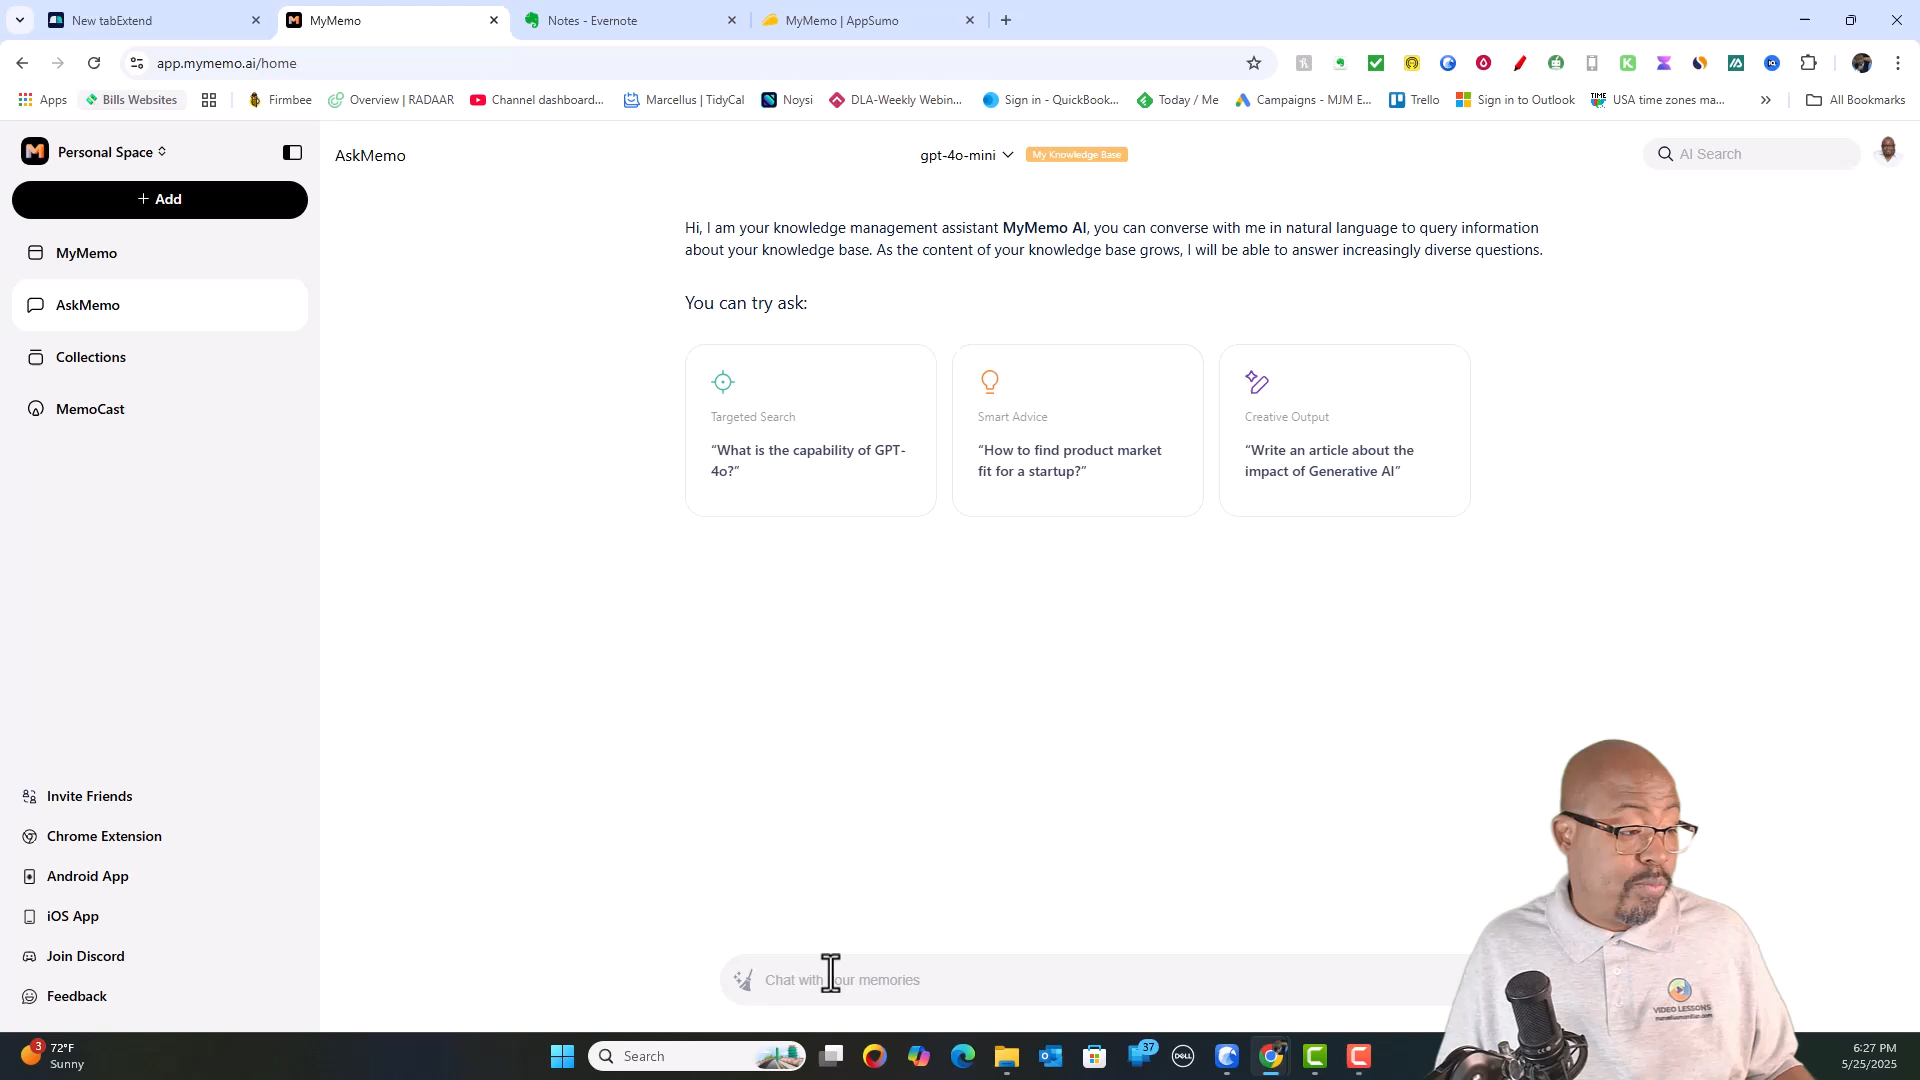 New tabExtend
MyMemo
Notes - Evernote
MyMemo | AppSumo
app.mymemo.ai/home
Apps
Bills Websites
Firmbee
Overview | RADAAR
Channel dashboard...
Marcellus | TidyCal
Noysi
DLA-Weekly Webin...
Sign in - QuickBook...
Today / Me
Campaigns - MJM E...
Trello
Sign in to Outlook
USA time zones ma...
All Bookmarks
Personal Space
AskMemo
gpt-4o-mini
My Knowledge Base
AI Search
+ Add
MyMemo
AskMemo
Collections
MemoCast
Hi, I am your knowledge management assistant MyMemo AI, you can converse with me in natural language to query information
about your knowledge base. As the content of your knowledge base grows, I will be able to answer increasingly diverse questions.
You can try ask:
Targeted Search
“What is the capability of GPT-
4o?”
Smart Advice
“How to find product market
fit for a startup?”
Creative Output
“Write an article about the
impact of Generative AI”
Invite Friends
Chrome Extension
Android App
iOS App
Join Discord
Feedback
Chat with your memories
VIDEO LESSONS
3
72°F
Sunny
Search
37
DELL
6:27 PM
5/25/2025